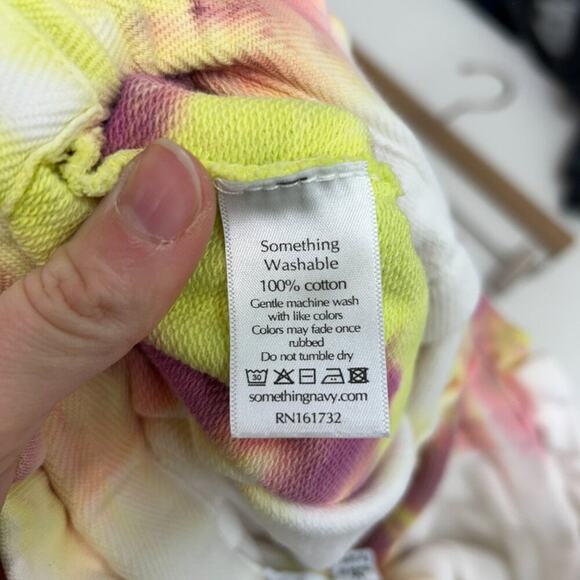 Something
Washable
100% cotton
Gentle machine wash
with like colors
Colors may fade once
rubbed
Do not tumble dry
30
somethingnavy.com
RN161732